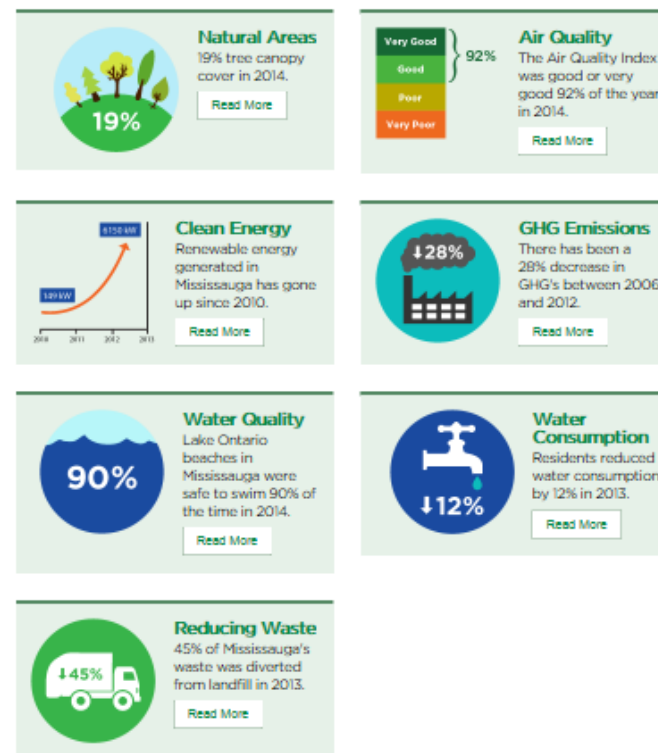 Natural Areas
19% tree canopy
cover in 2014.
Read More
19%
Very Good
Good
Poor
Very Poor
92%
Air Quality
The Air Quality Index
was good or very
good 92% of the year
in 2014.
Read More
6150 kW
149 kW
2010 2011 2012 2013
Clean Energy
Renewable energy
generated in
Mississauga has gone
up since 2010.
Read More
↓28%
GHG Emissions
There has been a
28% decrease in
GHG's between 2006
and 2012.
Read More
90%
Water Quality
Lake Ontario
beaches in
Mississauga were
safe to swim 90% of
the time in 2014.
Read More
↓12%
Water
Consumption
Residents reduced
water consumption
by 12% in 2013.
Read More
↓45%
Reducing Waste
45% of Mississauga's
waste was diverted
from landfill in 2013.
Read More